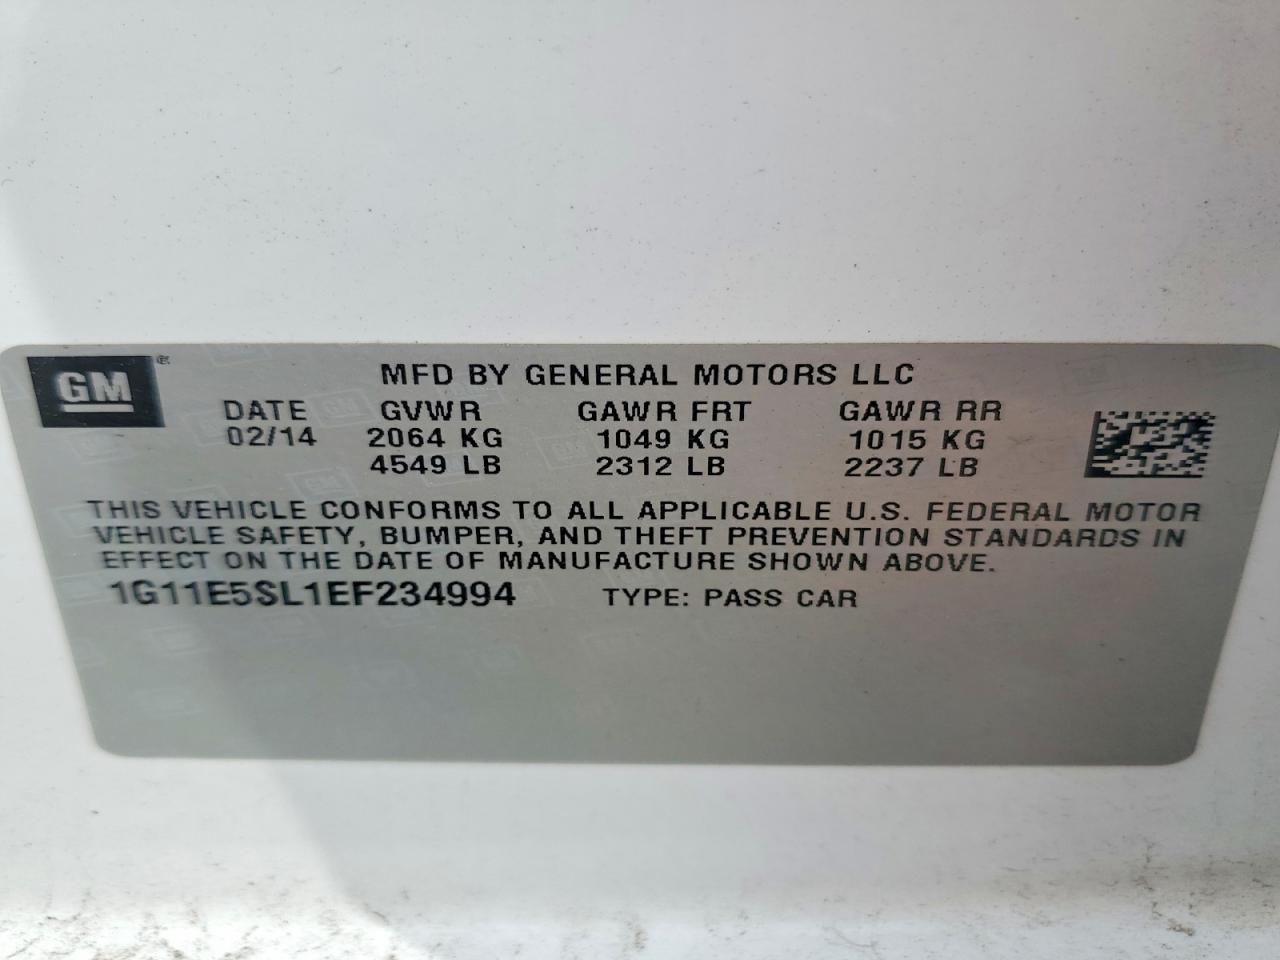 GM
MFD BY GENERAL MOTORS LLC
DATE GVWR GAWR FRT GAWR RR
02/14 2064 KG 1049 KG 1015 KG
4549 LB 2312 LB 2237 LB
THIS VEHICLE CONFORMS TO ALL APPLICABLE U.S. FEDERAL MOTOR
VEHICLE SAFETY, BUMPER, AND THEFT PREVENTION STANDARDS IN
EFFECT ON THE DATE OF MANUFACTURE SHOWN ABOVE.
1G11E5SL1EF234994 TYPE: PASS CAR